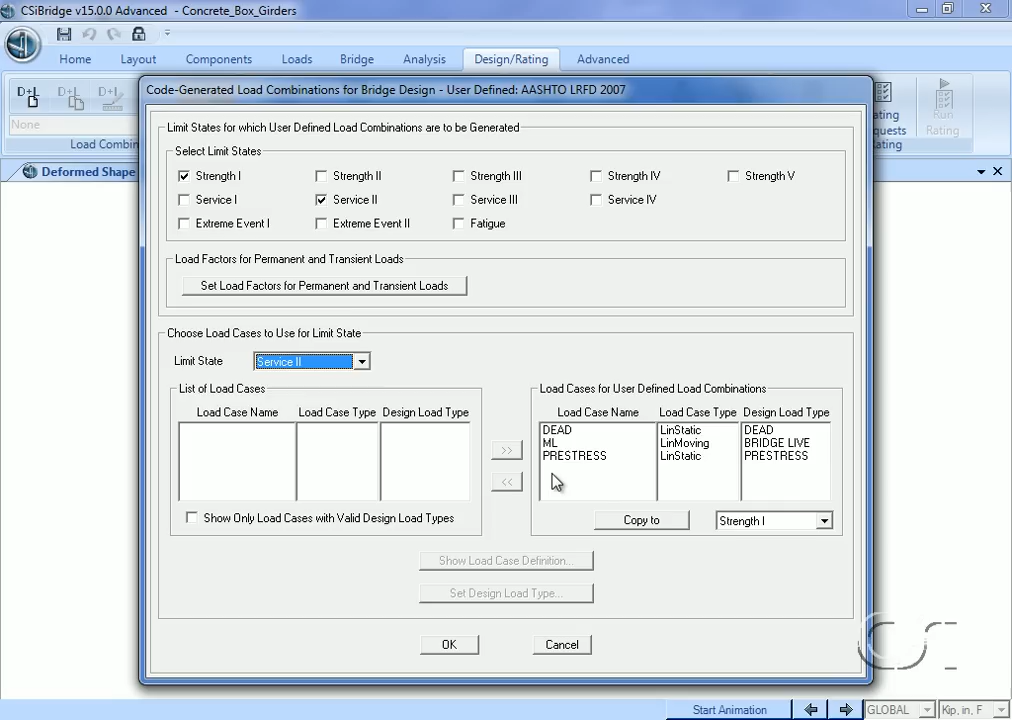 CSiBridge v15.0.0 Advanced - Concrete_Box_Girders
Home Layout Components Loads Bridge Analysis Design/Rating Advanced
D+L D+L D+L
None
Load Combin
ating
quests
Run
Rating
ating
Deformed Shape
Code-Generated Load Combinations for Bridge Design - User Defined: AASHTO LRFD 2007
Limit States for which User Defined Load Combinations are to be Generated
Select Limit States
Strength I Strength II Strength III Strength IV Strength V
Service I Service II Service III Service IV
Extreme Event I Extreme Event II Fatigue
Load Factors for Permanent and Transient Loads
Set Load Factors for Permanent and Transient Loads
Choose Load Cases to Use for Limit State
Limit State Service II
List of Load Cases
Load Case Name Load Case Type Design Load Type
>>
<<
Show Only Load Cases with Valid Design Load Types
Load Cases for User Defined Load Combinations
Load Case Name Load Case Type Design Load Type
DEAD LinStatic DEAD
ML LinMoving BRIDGE LIVE
PRESTRESS LinStatic PRESTRESS
Copy to Strength I
Show Load Case Definition...
Set Design Load Type...
OK Cancel
CSI
Start Animation GLOBAL Kip, in, F